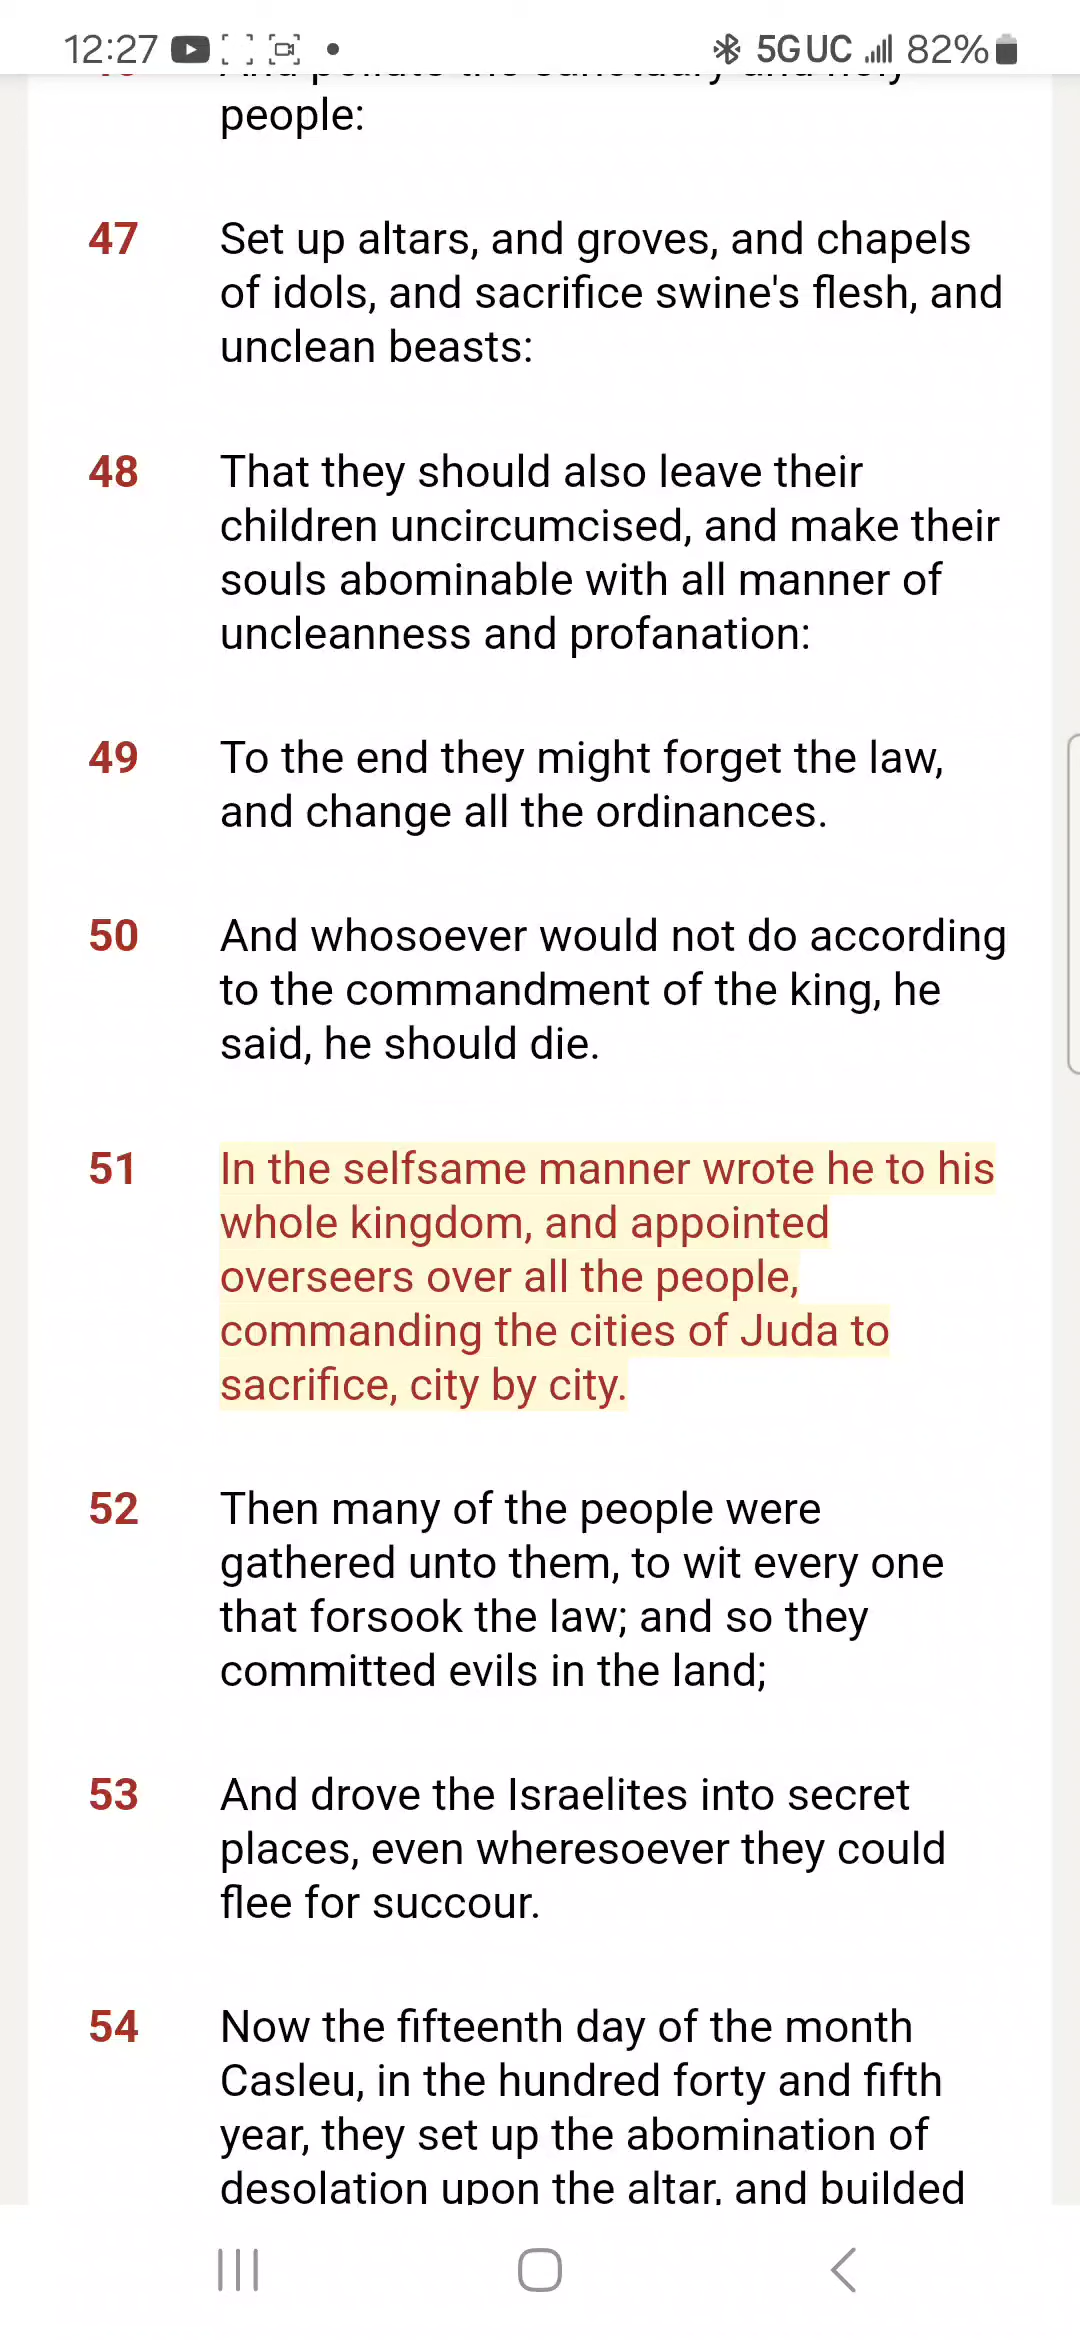 12:27 5G UC 82%
people:
47 Set up altars, and groves, and chapels
of idols, and sacrifice swine's flesh, and
unclean beasts:
48 That they should also leave their
children uncircumcised, and make their
souls abominable with all manner of
uncleanness and profanation:
49 To the end they might forget the law,
and change all the ordinances.
50 And whosoever would not do according
to the commandment of the king, he
said, he should die.
51 In the selfsame manner wrote he to his
whole kingdom, and appointed
overseers over all the people,
commanding the cities of Juda to
sacrifice, city by city.
52 Then many of the people were
gathered unto them, to wit every one
that forsook the law; and so they
committed evils in the land;
53 And drove the Israelites into secret
places, even wheresoever they could
flee for succour.
54 Now the fifteenth day of the month
Casleu, in the hundred forty and fifth
year, they set up the abomination of
desolation upon the altar, and builded